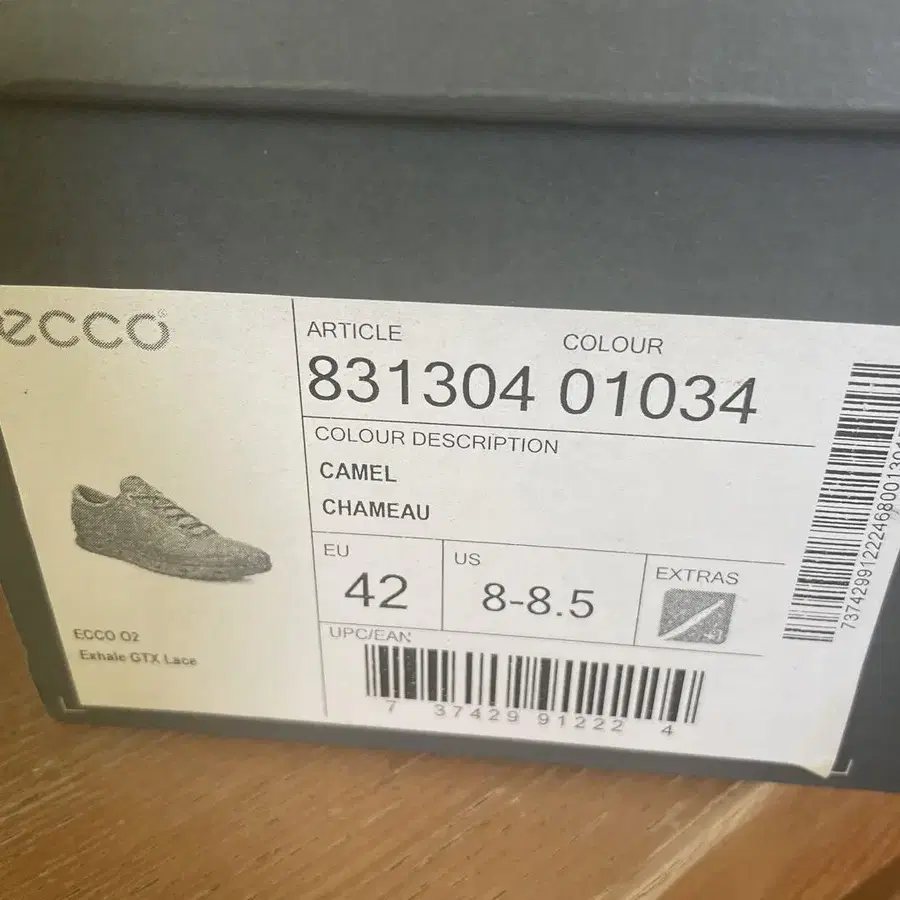 ecco®
ARTICLE
COLOUR
831304 01034
COLOUR DESCRIPTION
CAMEL
CHAMEAU
EU
42
US
8-8.5
EXTRAS
UPC/EAN
7 37429 91222 4
ECCO O2
Exhale GTX Lace